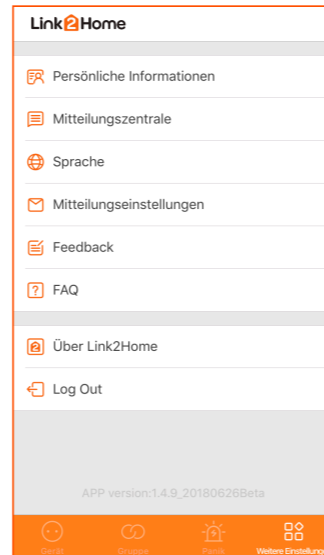 Link2Home
Persönliche Informationen
Mitteilungszentrale
Sprache
Mitteilungseinstellungen
Feedback
FAQ
Über Link2Home
Log Out
APP version:1.4.9_20180626Beta
Gerät
Gruppe
Panik
Weitere Einstellung